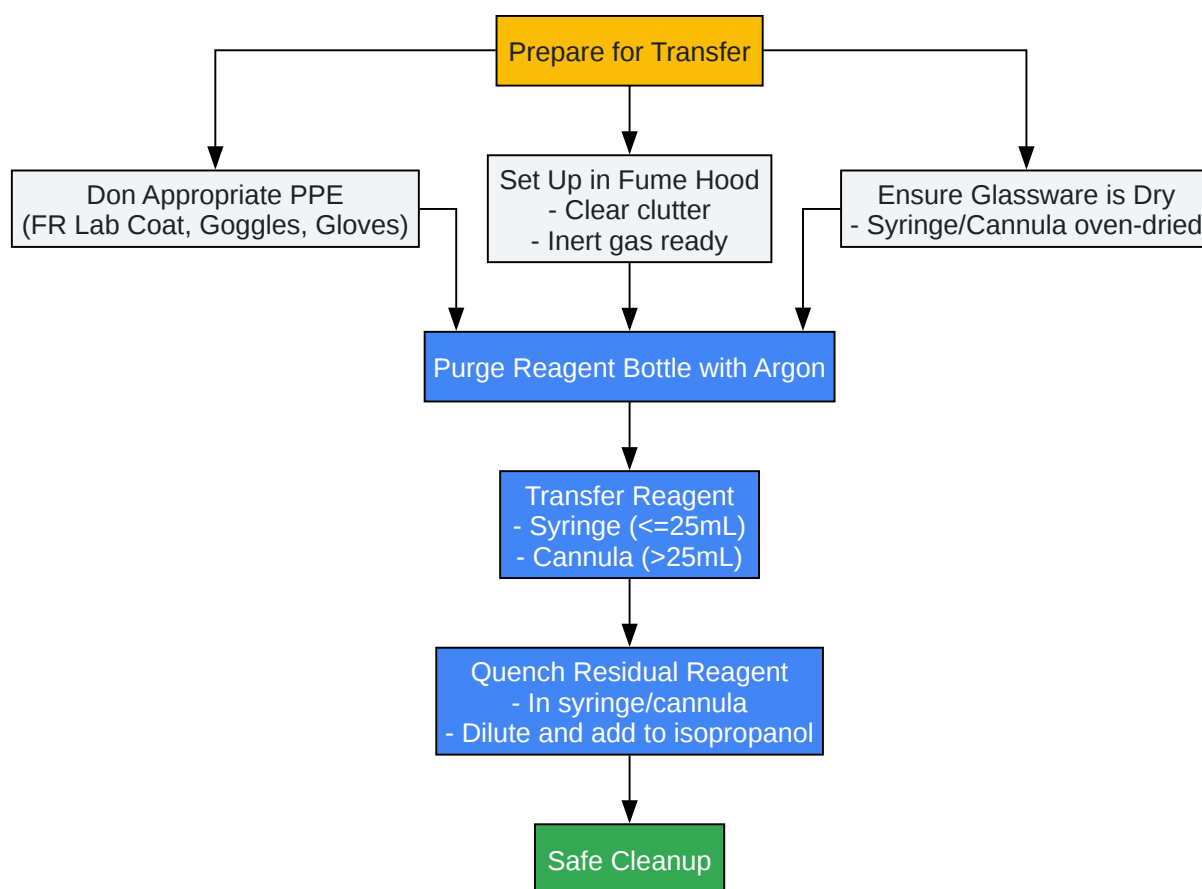 Prepare for Transfer
Don Appropriate PPE
(FR Lab Coat, Goggles, Gloves)
Set Up in Fume Hood
- Clear clutter
- Inert gas ready
Ensure Glassware is Dry
- Syringe/Cannula oven-dried
Purge Reagent Bottle with Argon
Transfer Reagent
- Syringe (<=25mL)
- Cannula (>25mL)
Quench Residual Reagent
- In syringe/cannula
- Dilute and add to isopropanol
Safe Cleanup